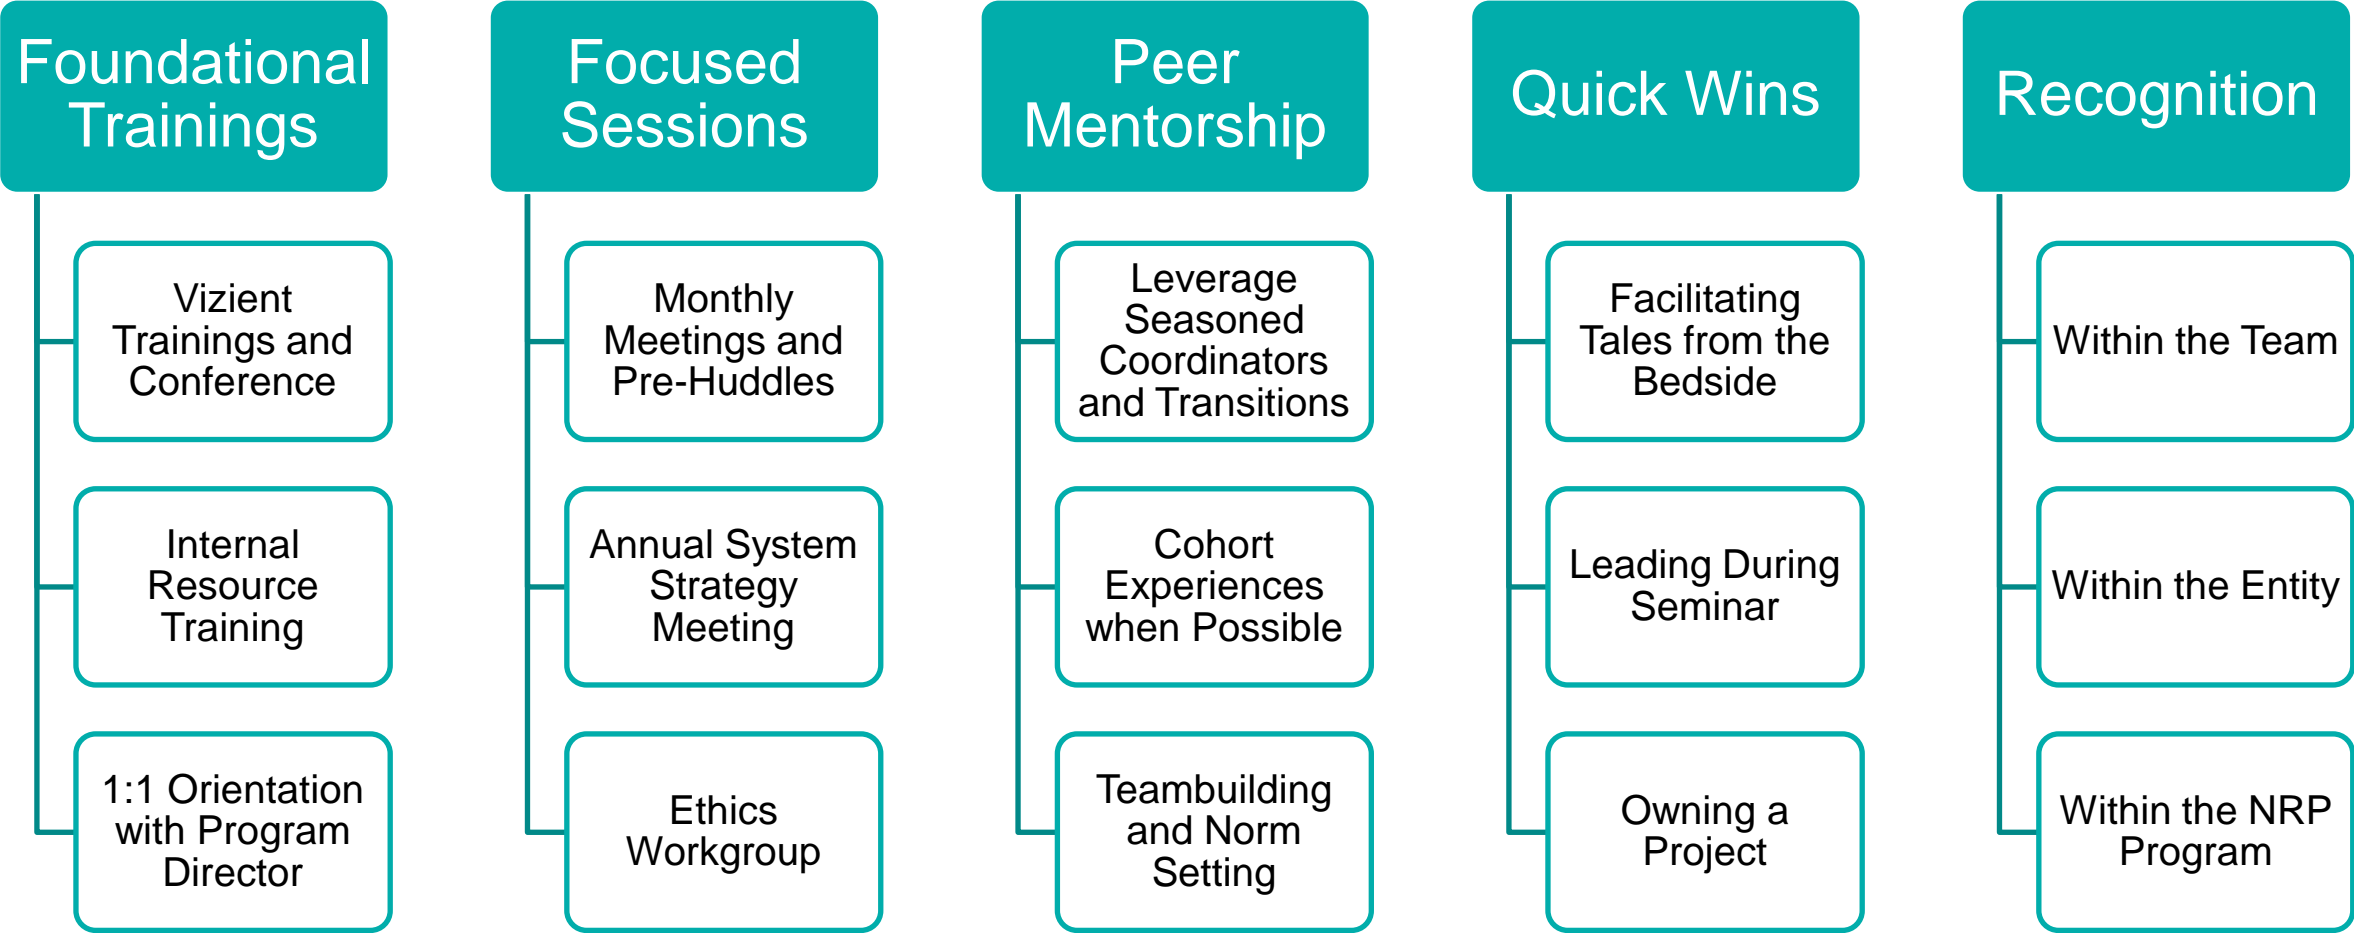 Foundational
Trainings
Vizient
Trainings and
Conference
Internal
Resource
Training
1:1 Orientation
with Program
Director
Focused
Sessions
Monthly
Meetings and
Pre-Huddles
Annual System
Strategy
Meeting
Ethics
Workgroup
Peer
Mentorship
Leverage
Seasoned
Coordinators
and Transitions
Cohort
Experiences
when Possible
Teambuilding
and Norm
Setting
Quick Wins
Facilitating
Tales from the
Bedside
Leading During
Seminar
Owning a
Project
Recognition
Within the Team
Within the Entity
Within the NRP
Program